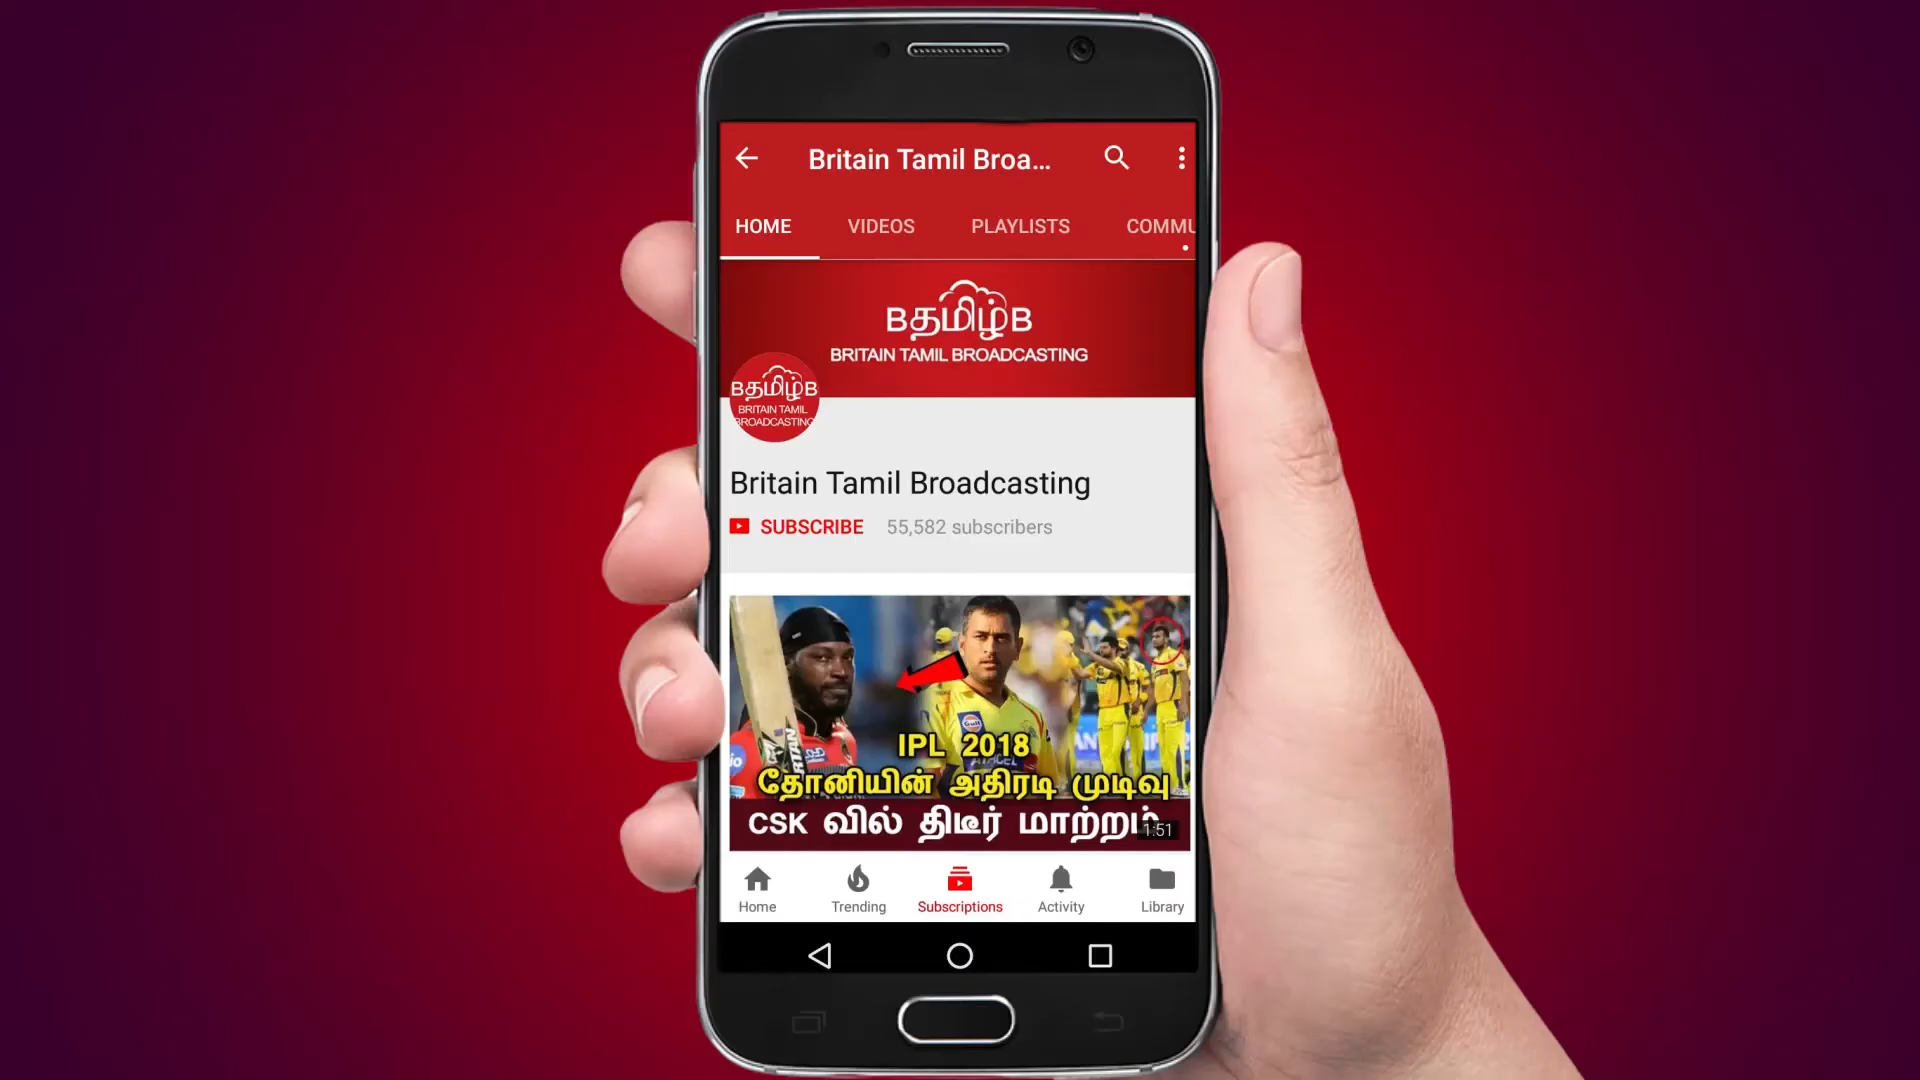 Britain Tamil Broa...
HOME VIDEOS PLAYLISTS COMMU
Bதமிழ்B
BRITAIN TAMIL BROADCASTING
Bதமிழ்B
BRITAIN TAMIL
BROADCASTING
Britain Tamil Broadcasting
SUBSCRIBE 55,582 subscribers
IPL 2018
தோனியின் அதிரடி முடிவு
CSK வில் திடீர் மாற்றம்
1:51
Home Trending Subscriptions Activity Library